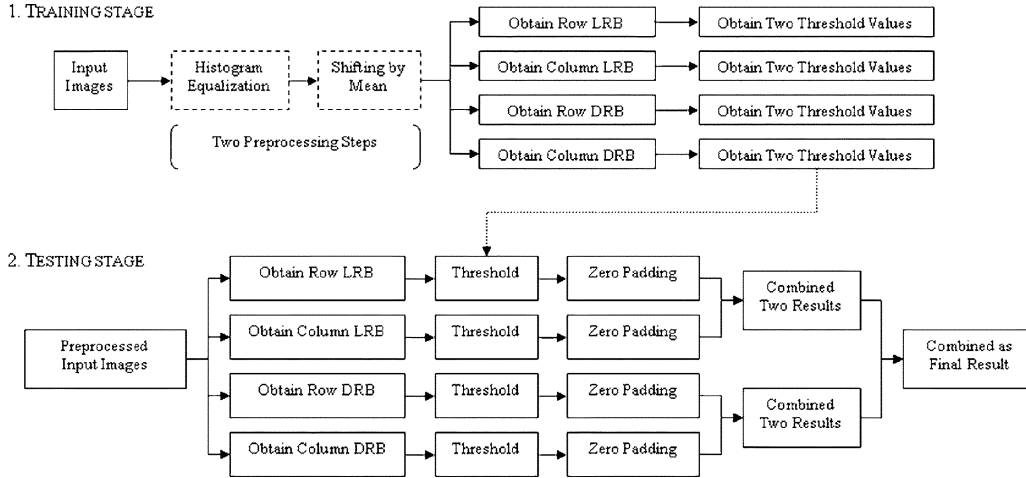 1. TRAINING STAGE
Input
Images
Histogram
Equalization
Shifting by
Mean
Two Preprocessing Steps
Obtain Row LRB
Obtain Two Threshold Values
Obtain Column LRB
Obtain Two Threshold Values
Obtain Row DRB
Obtain Two Threshold Values
Obtain Column DRB
Obtain Two Threshold Values
2. TESTING STAGE
Preprocessed
Input Images
Obtain Row LRB
Threshold
Zero Padding
Obtain Column LRB
Threshold
Zero Padding
Combined
Two Results
Obtain Row DRB
Threshold
Zero Padding
Obtain Column DRB
Threshold
Zero Padding
Combined
Two Results
Combined as
Final Result